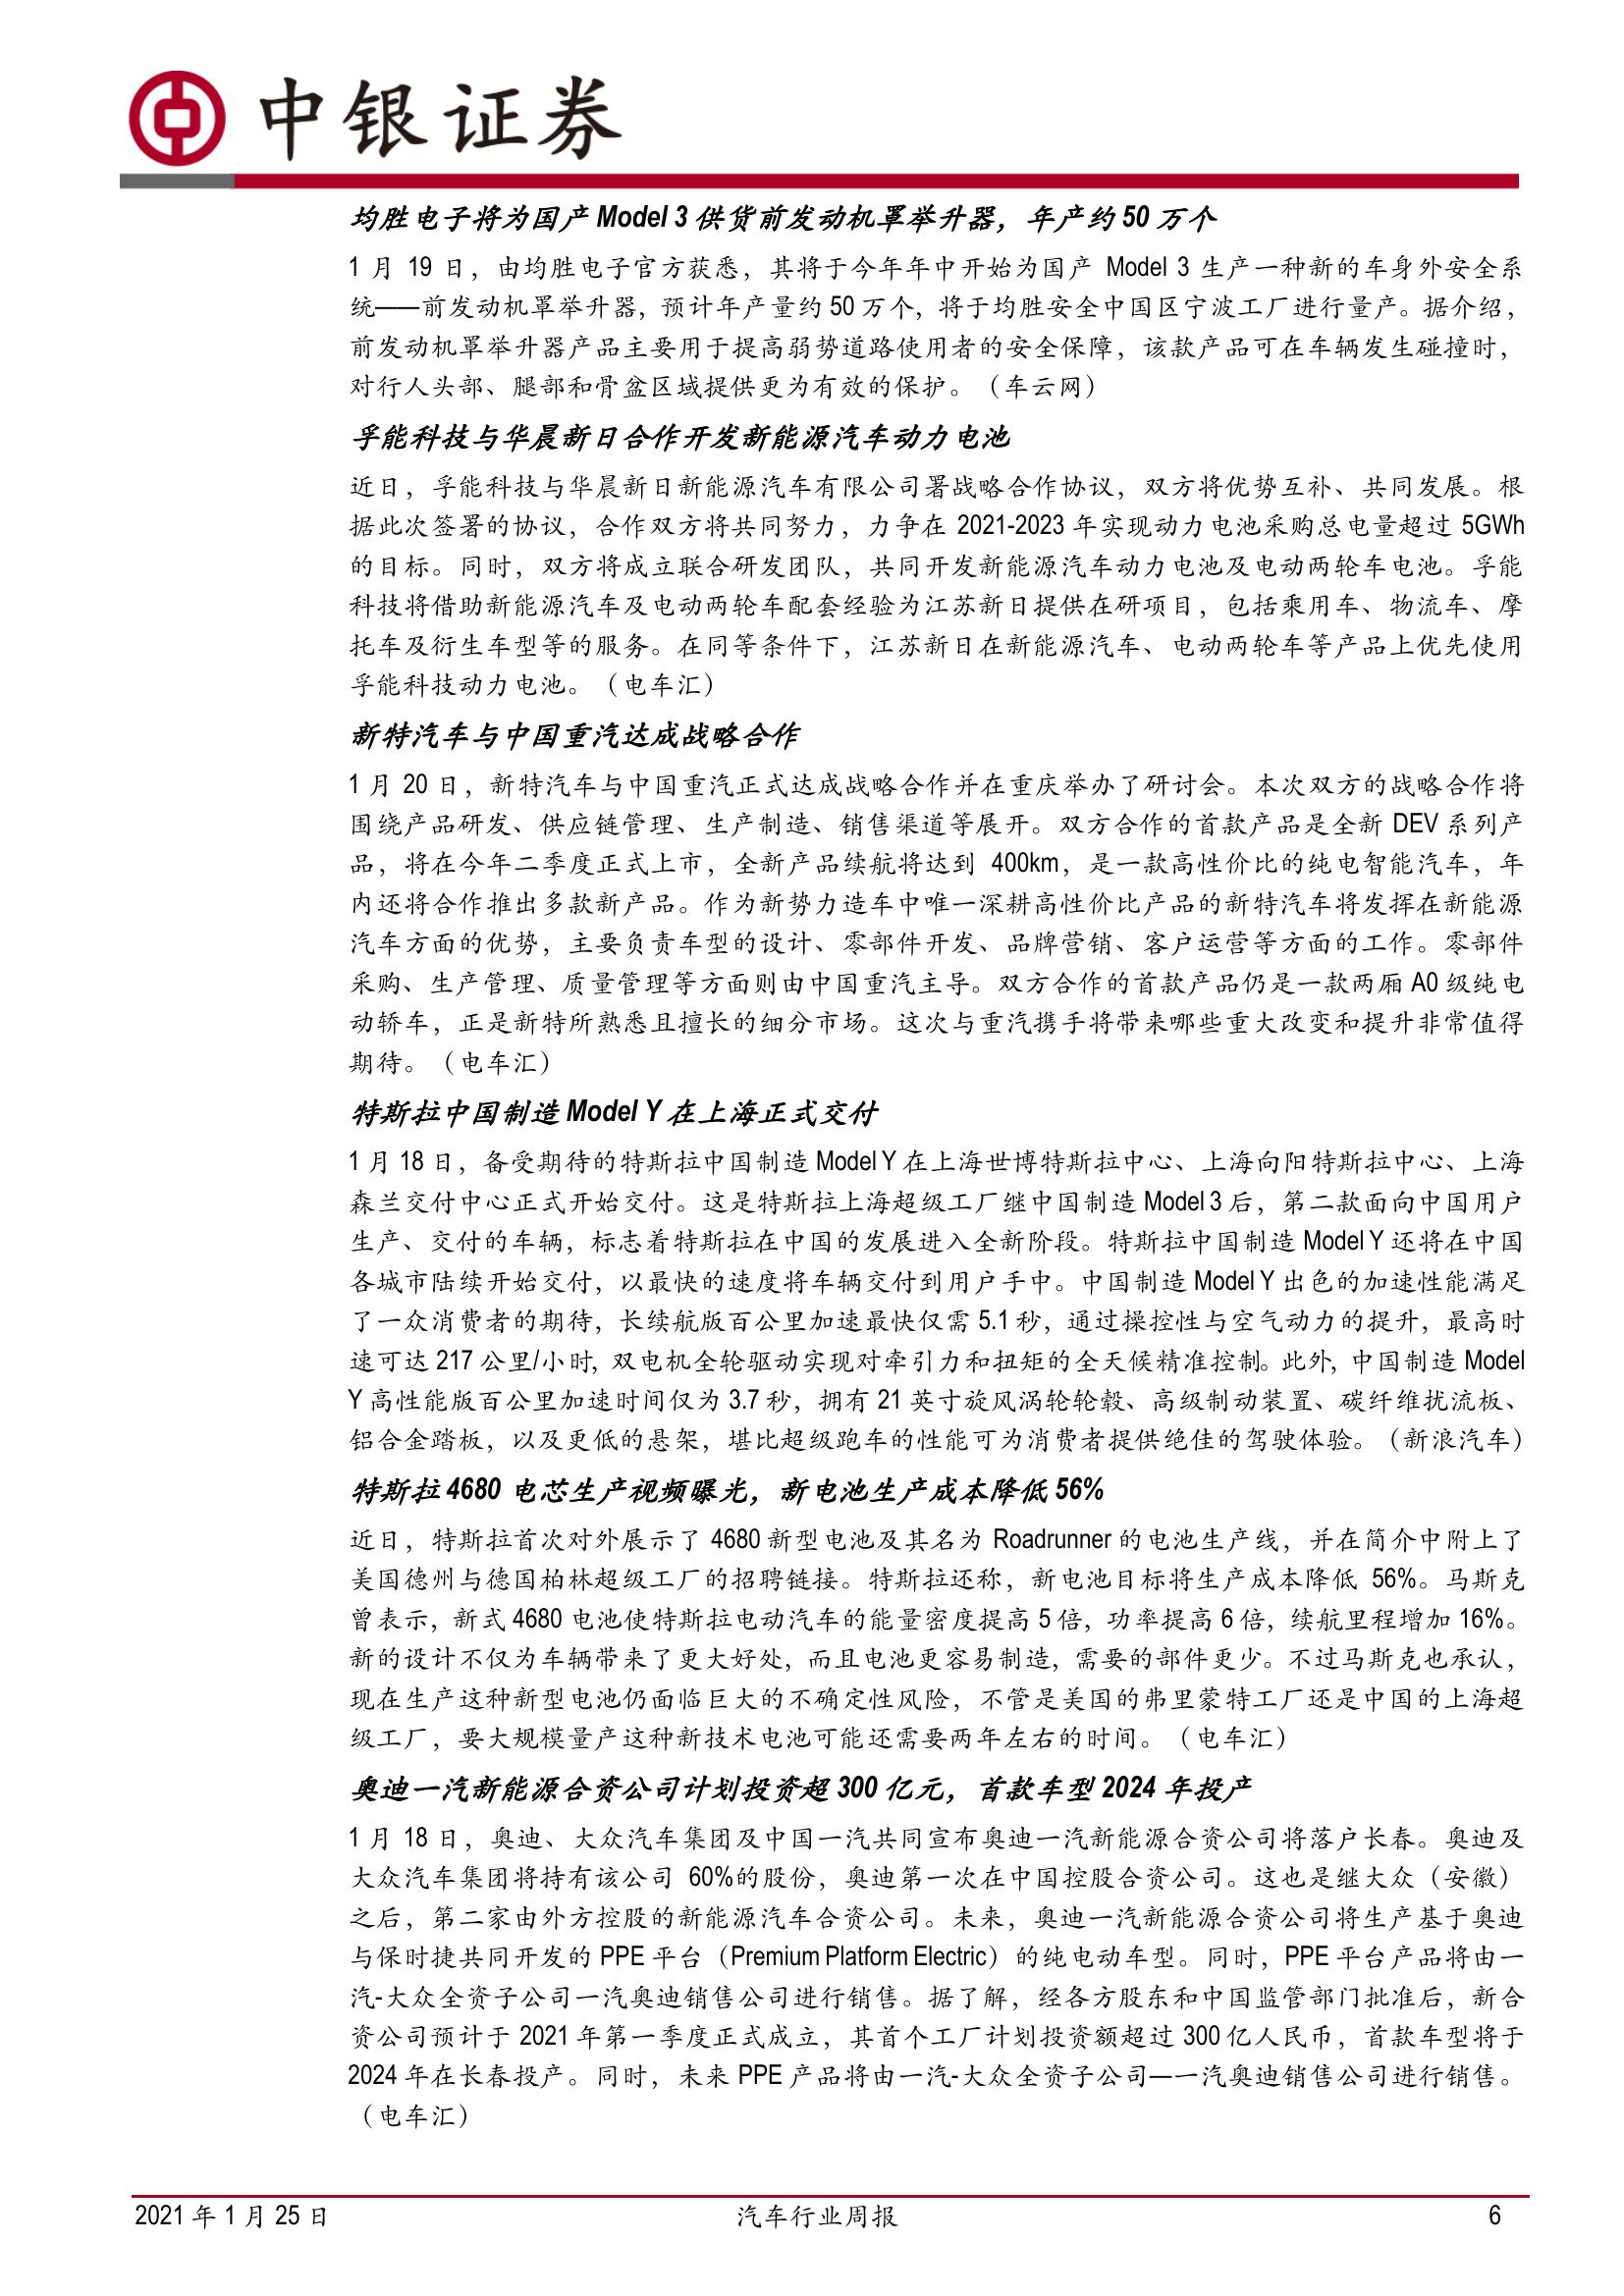 中银证券
均胜电子将为国产 Model 3 供货前发动机罩举升器，年产约 50 万个
1 月 19 日，由均胜电子官方获悉，其将于今年年中开始为国产 Model 3 生产一种新的车身外安全系
统——前发动机罩举升器, 预计年产量约 50 万个, 将于均胜安全中国区宁波工厂进行量产。据介绍，
前发动机罩举升器产品主要用于提高弱势道路使用者的安全保障，该款产品可在车辆发生碰撞时，
对行人头部、腿部和骨盆区域提供更为有效的保护。（车云网）
孚能科技与华晨新日合作开发新能源汽车动力电池
近日，孚能科技与华晨新日新能源汽车有限公司署战略合作协议，双方将优势互补、共同发展。根
据此次签署的协议，合作双方将共同努力，力争在 2021-2023 年实现动力电池采购总电量超过 5GWh
的目标。同时，双方将成立联合研发团队，共同开发新能源汽车动力电池及电动两轮车电池。孚能
科技将借助新能源汽车及电动两轮车配套经验为江苏新日提供在研项目，包括乘用车、物流车、摩
托车及衍生车型等的服务。在同等条件下，江苏新日在新能源汽车、电动两轮车等产品上优先使用
孚能科技动力电池。（电车汇）
新特汽车与中国重汽达成战略合作
1 月 20 日，新特汽车与中国重汽正式达成战略合作并在重庆举办了研讨会。本次双方的战略合作将
围绕产品研发、供应链管理、生产制造、销售渠道等展开。双方合作的首款产品是全新 DEV 系列产
品，将在今年二季度正式上市，全新产品续航将达到 400km，是一款高性价比的纯电智能汽车，年
内还将合作推出多款新产品。作为新势力造车中唯一深耕高性价比产品的新特汽车将发挥在新能源
汽车方面的优势，主要负责车型的设计、零部件开发、品牌营销、客户运营等方面的工作。零部件
采购、生产管理、质量管理等方面则由中国重汽主导。双方合作的首款产品仍是一款两厢 A0 级纯电
动轿车，正是新特所熟悉且擅长的细分市场。这次与重汽携手将带来哪些重大改变和提升非常值得
期待。（电车汇）
特斯拉中国制造 Model Y 在上海正式交付
1 月 18 日，备受期待的特斯拉中国制造 Model Y 在上海世博特斯拉中心、上海向阳特斯拉中心、上海
森兰交付中心正式开始交付。这是特斯拉上海超级工厂继中国制造 Model 3 后，第二款面向中国用户
生产、交付的车辆，标志着特斯拉在中国的发展进入全新阶段。特斯拉中国制造 Model Y 还将在中国
各城市陆续开始交付，以最快的速度将车辆交付到用户手中。中国制造 Model Y 出色的加速性能满足
了一众消费者的期待，长续航版百公里加速最快仅需 5.1 秒，通过操控性与空气动力的提升，最高时
速可达 217 公里/小时, 双电机全轮驱动实现对牵引力和扭矩的全天候精准控制。此外, 中国制造 Model
Y 高性能版百公里加速时间仅为 3.7 秒，拥有 21 英寸旋风涡轮轮毂、高级制动装置、碳纤维扰流板、
铝合金踏板，以及更低的悬架，堪比超级跑车的性能可为消费者提供绝佳的驾驶体验。（新浪汽车）
特斯拉 4680 电芯生产视频曝光，新电池生产成本降低 56%
近日，特斯拉首次对外展示了 4680 新型电池及其名为 Roadrunner 的电池生产线，并在简介中附上了
美国德州与德国柏林超级工厂的招聘链接。特斯拉还称，新电池目标将生产成本降低 56%。马斯克
曾表示，新式 4680 电池使特斯拉电动汽车的能量密度提高 5 倍，功率提高 6 倍，续航里程增加 16%。
新的设计不仅为车辆带来了更大好处，而且电池更容易制造，需要的部件更少。不过马斯克也承认，
现在生产这种新型电池仍面临巨大的不确定性风险，不管是美国的弗里蒙特工厂还是中国的上海超
级工厂，要大规模量产这种新技术电池可能还需要两年左右的时间。（电车汇）
奥迪一汽新能源合资公司计划投资超 300 亿元，首款车型 2024 年投产
1 月 18 日，奥迪、大众汽车集团及中国一汽共同宣布奥迪一汽新能源合资公司将落户长春。奥迪及
大众汽车集团将持有该公司 60%的股份，奥迪第一次在中国控股合资公司。这也是继大众（安徽）
之后，第二家由外方控股的新能源汽车合资公司。未来，奥迪一汽新能源合资公司将生产基于奥迪
与保时捷共同开发的 PPE 平台（Premium Platform Electric）的纯电动车型。同时，PPE 平台产品将由一
汽-大众全资子公司一汽奥迪销售公司进行销售。据了解，经各方股东和中国监管部门批准后，新合
资公司预计于 2021 年第一季度正式成立，其首个工厂计划投资额超过 300 亿人民币，首款车型将于
2024 年在长春投产。同时，未来 PPE 产品将由一汽-大众全资子公司—一汽奥迪销售公司进行销售。
（电车汇）
2021 年 1 月 25 日 汽车行业周报 6